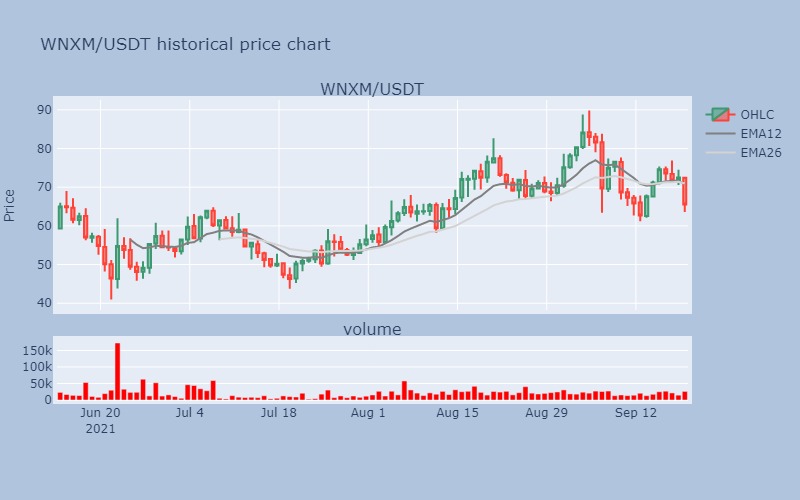 WNXM/USDT historical price chart
WNXM/USDT
90
80
70
60
50
40
Price
OHLC
EMA12
EMA26
volume
150k
100k
50k
0
Jun 20
2021
Jul 4
Jul 18
Aug 1
Aug 15
Aug 29
Sep 12